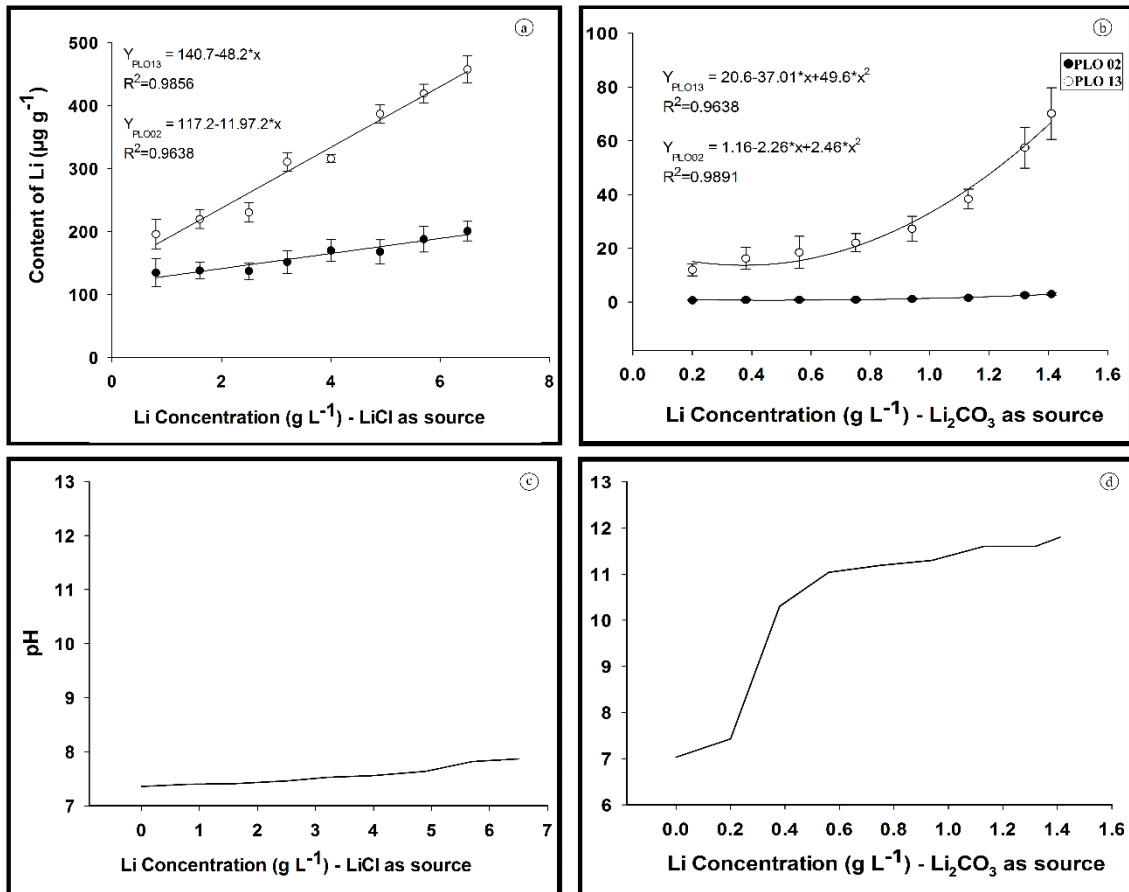 ⓐ
500
400
300
200
100
0
Content of Li (µg g⁻¹)
Y_PLO13 = 140.7-48.2*x
R²=0.9856
Y_PLO02 = 117.2-11.97.2*x
R²=0.9638
0 2 4 6 8
Li Concentration (g L⁻¹) - LiCl as source
ⓑ
100
80
60
40
20
0
PLO 02
PLO 13
Y_PLO13 = 20.6-37.01*x+49.6*x²
R²=0.9638
Y_PLO02 = 1.16-2.26*x+2.46*x²
R²=0.9891
0.0 0.2 0.4 0.6 0.8 1.0 1.2 1.4 1.6
Li Concentration (g L⁻¹) - Li₂CO₃ as source
ⓒ
13
12
11
10
9
8
7
pH
0 1 2 3 4 5 6 7
Li Concentration (g L⁻¹) - LiCl as source
ⓓ
13
12
11
10
9
8
7
6
0.0 0.2 0.4 0.6 0.8 1.0 1.2 1.4 1.6
Li Concentration (g L⁻¹) - Li₂CO₃ as source